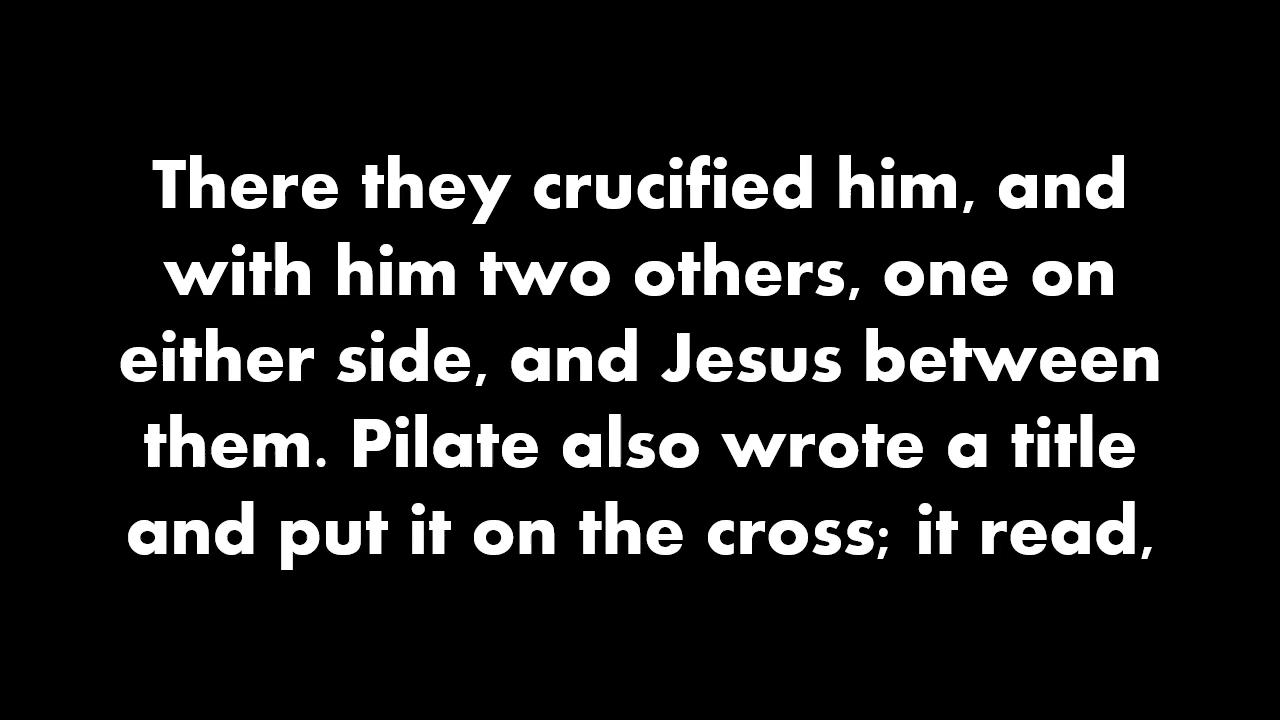 There they crucified him, and
with him two others, one on
either side, and Jesus between
them. Pilate also wrote a title
and put it on the cross; it read,